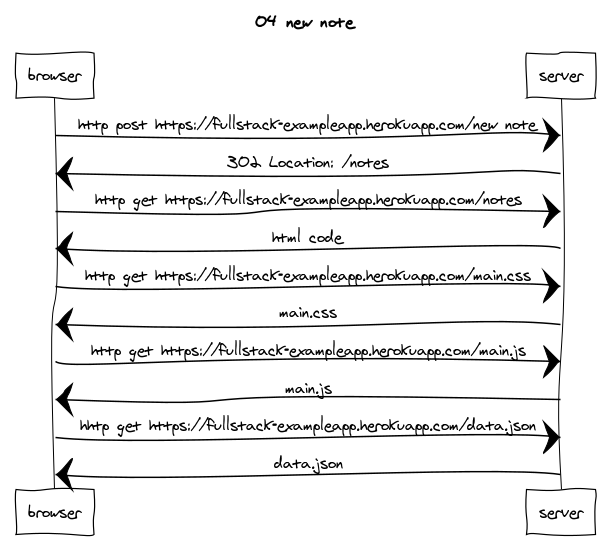 04 new note
browser
server
http post https://fullstack-exampleapp.herokuapp.com/new note
302 Location: /notes
http get https://fullstack-exampleapp.herokuapp.com/notes
html code
http get https://fullstack-exampleapp.herokuapp.com/main.css
main.css
http get https://fullstack-exampleapp.herokuapp.com/main.js
main.js
http get https://fullstack-exampleapp.herokuapp.com/data.json
data.json
browser
server